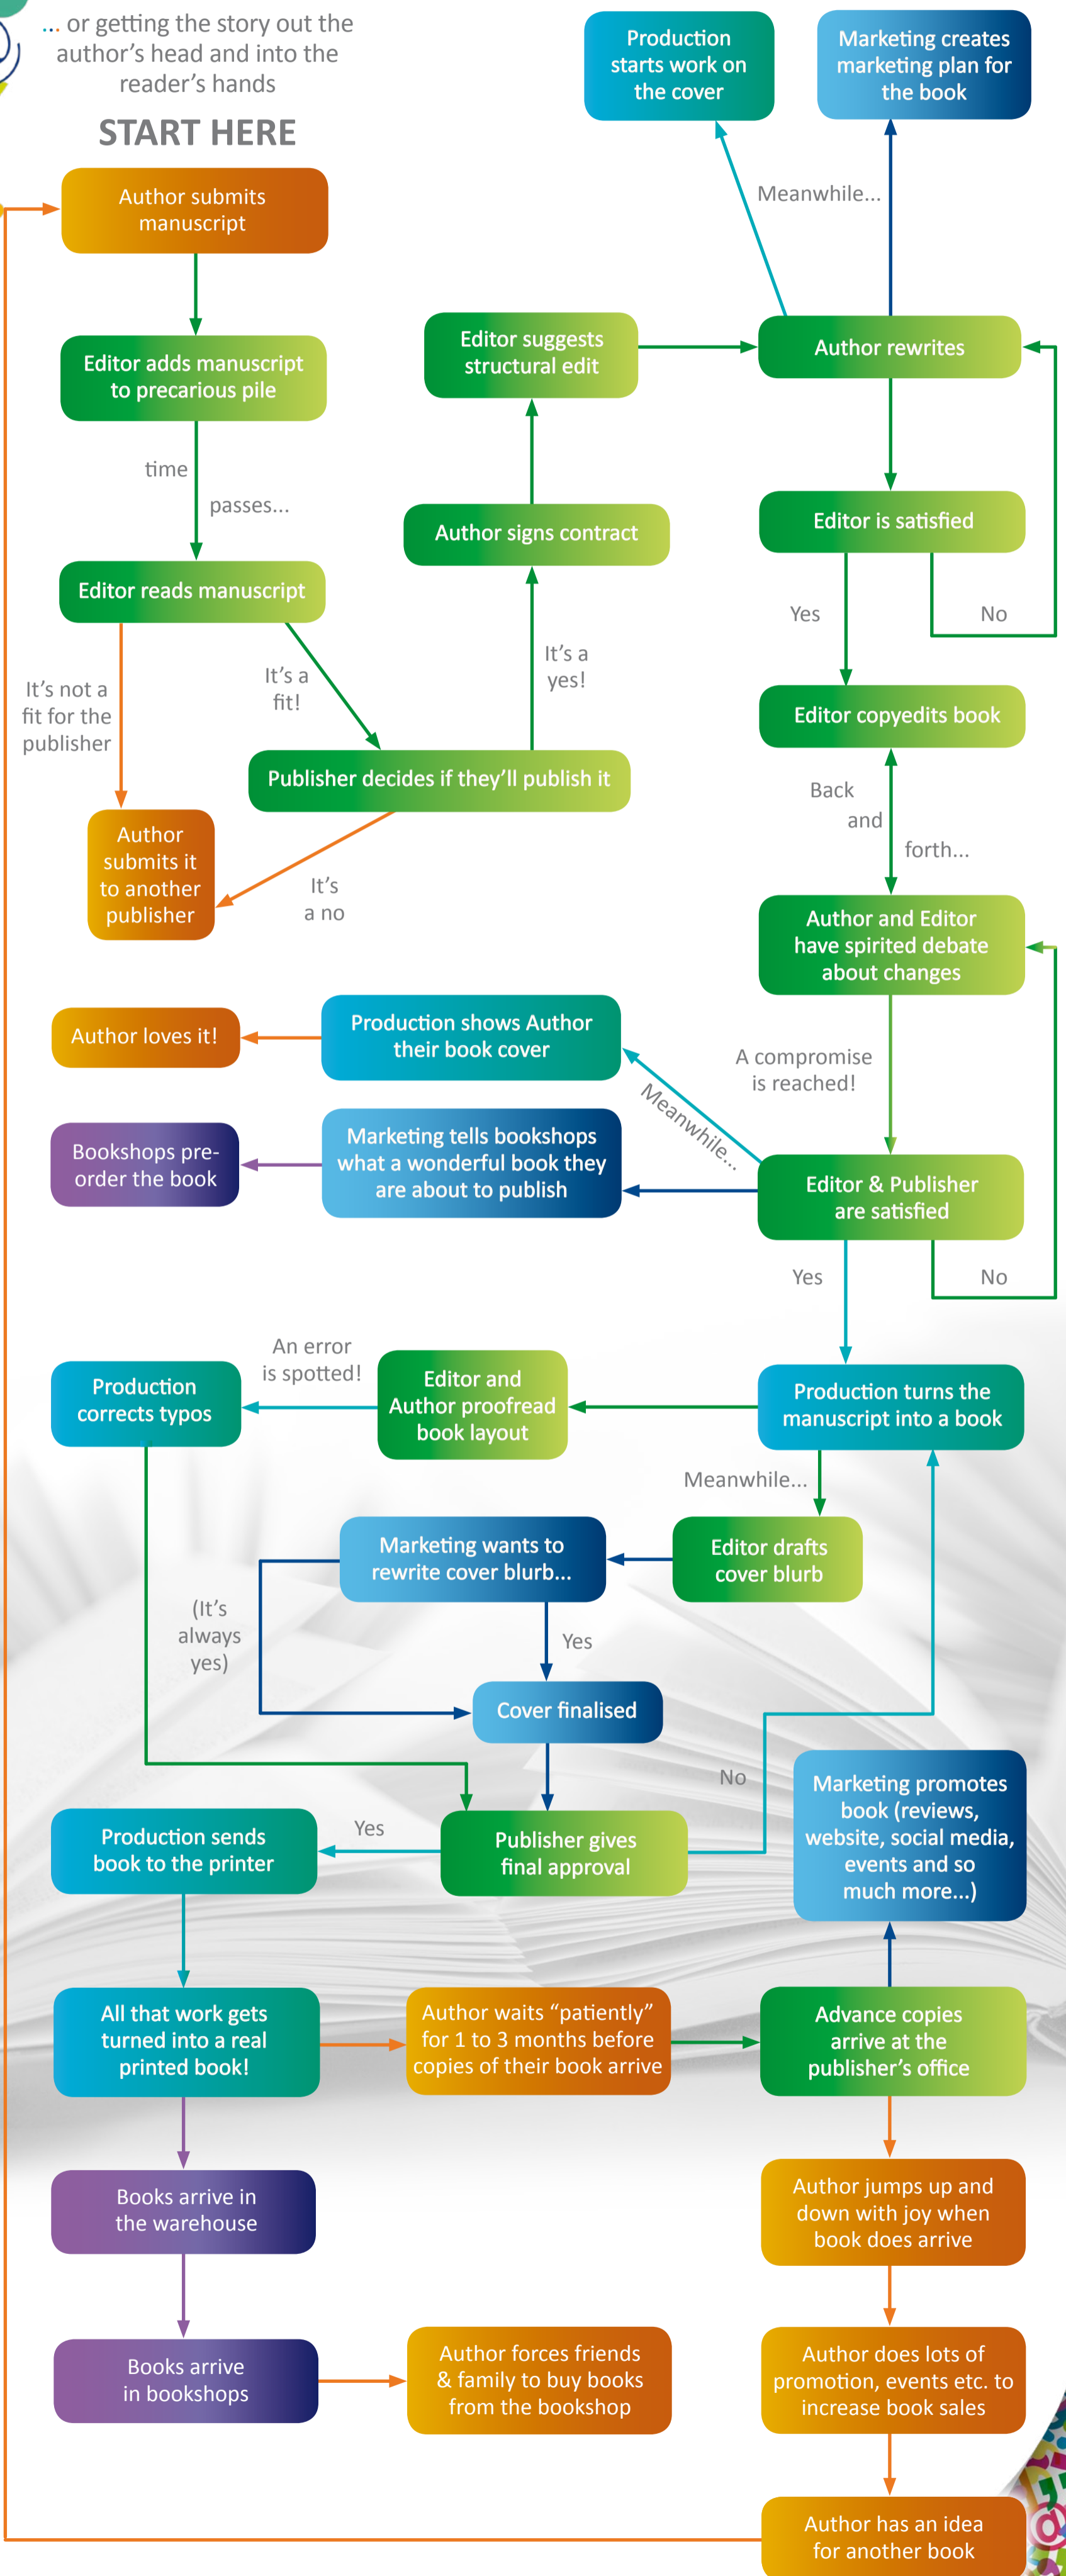 ... or getting the story out the
author's head and into the
reader's hands
START HERE
Author submits
manuscript
Editor adds manuscript
to precarious pile
time
passes...
Editor reads manuscript
It's not a
fit for the
publisher
It's a
fit!
Publisher decides if they'll publish it
Author
submits it
to another
publisher
It's
a no
It's a
yes!
Author signs contract
Editor suggests
structural edit
Production
starts work on
the cover
Marketing creates
marketing plan for
the book
Meanwhile...
Author rewrites
Editor is satisfied
Yes
No
Editor copyedits book
Back
and
forth...
Author and Editor
have spirited debate
about changes
A compromise
is reached!
Production shows Author
their book cover
Author loves it!
Meanwhile...
Marketing tells bookshops
what a wonderful book they
are about to publish
Bookshops pre-
order the book
Editor & Publisher
are satisfied
Yes
No
Production turns the
manuscript into a book
Editor and
Author proofread
book layout
An error
is spotted!
Production
corrects typos
Meanwhile...
Editor drafts
cover blurb
Marketing wants to
rewrite cover blurb...
(It's
always
yes)
Yes
Cover finalised
No
Publisher gives
final approval
Yes
Production sends
book to the printer
Marketing promotes
book (reviews,
website, social media,
events and so
much more...)
All that work gets
turned into a real
printed book!
Author waits “patiently”
for 1 to 3 months before
copies of their book arrive
Advance copies
arrive at the
publisher's office
Books arrive in
the warehouse
Author jumps up and
down with joy when
book does arrive
Books arrive
in bookshops
Author forces friends
& family to buy books
from the bookshop
Author does lots of
promotion, events etc. to
increase book sales
Author has an idea
for another book